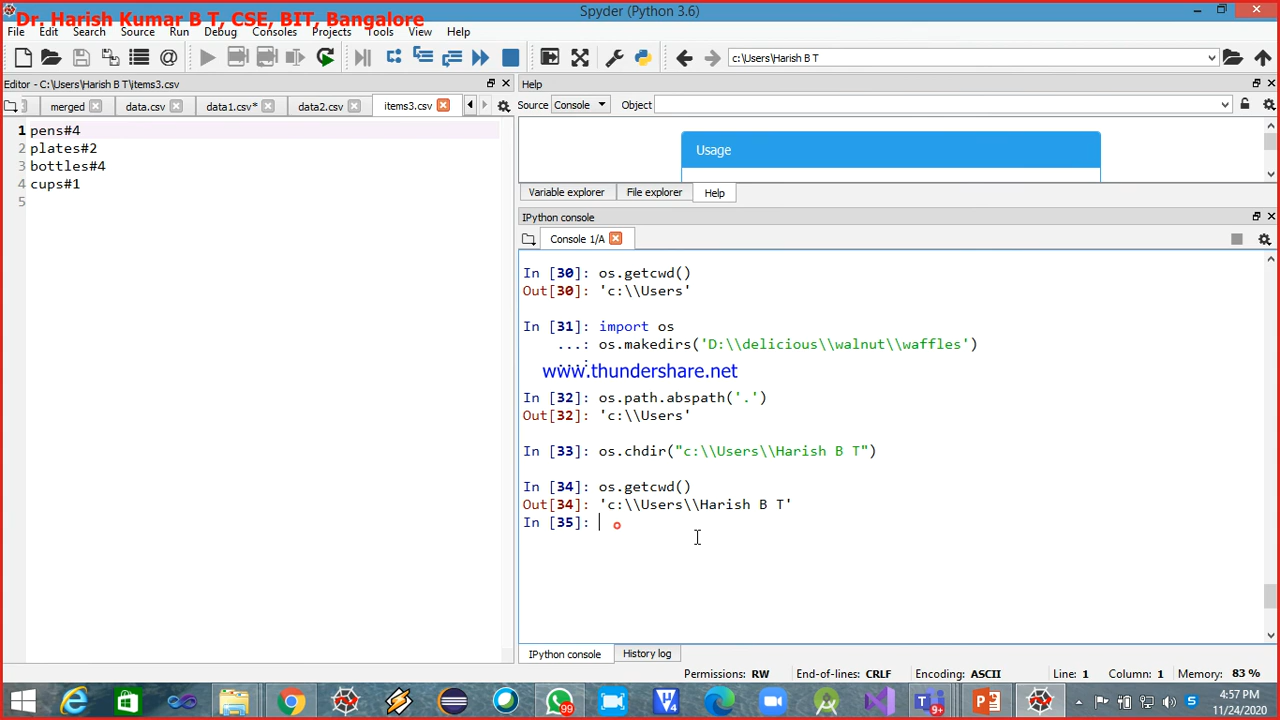 Dr. Harish Kumar B T, CSE, BIT, Bangalore
Spyder (Python 3.6)
File Edit Search Source Run Debug Consoles Projects Tools View Help
c:\Users\Harish B T
Editor - C:\Users\Harish B T\items3.csv
merged data.csv data1.csv* data2.csv items3.csv
1 pens#4
2 plates#2
3 bottles#4
4 cups#1
5
Help
Source Console Object
Usage
Variable explorer File explorer Help
IPython console
Console 1/A
In [30]: os.getcwd()
Out[30]: 'c:\\Users'
In [31]: import os
...: os.makedirs('D:\\delicious\\walnut\\waffles')
www.thundershare.net
In [32]: os.path.abspath('.')
Out[32]: 'c:\\Users'
In [33]: os.chdir("c:\\Users\\Harish B T")
In [34]: os.getcwd()
Out[34]: 'c:\\Users\\Harish B T'
In [35]:
IPython console History log
Permissions: RW End-of-lines: CRLF Encoding: ASCII Line: 1 Column: 1 Memory: 83 %
99
9+
4:57 PM
11/24/2020